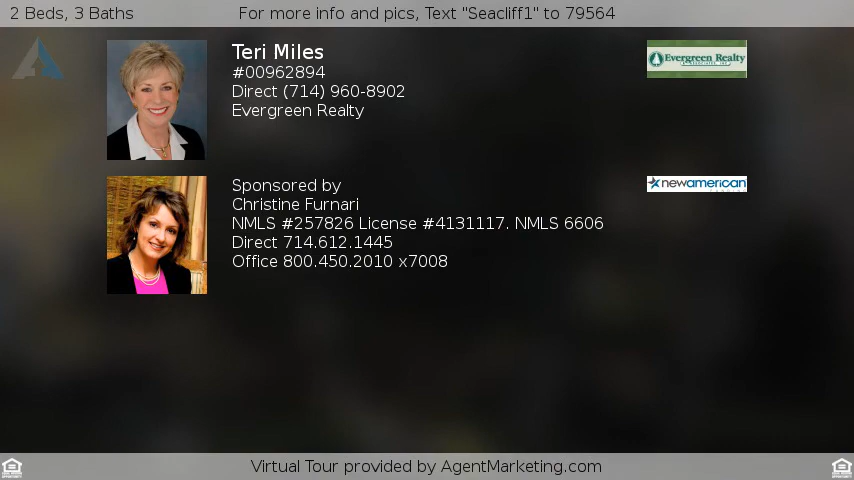 2 Beds, 3 Baths
For more info and pics, Text "Seacliff1" to 79564
Teri Miles
#00962894
Direct (714) 960-8902
Evergreen Realty
Evergreen Realty
Sponsored by
Christine Furnari
NMLS #257826 License #4131117. NMLS 6606
Direct 714.612.1445
Office 800.450.2010 x7008
newamerican
Virtual Tour provided by AgentMarketing.com